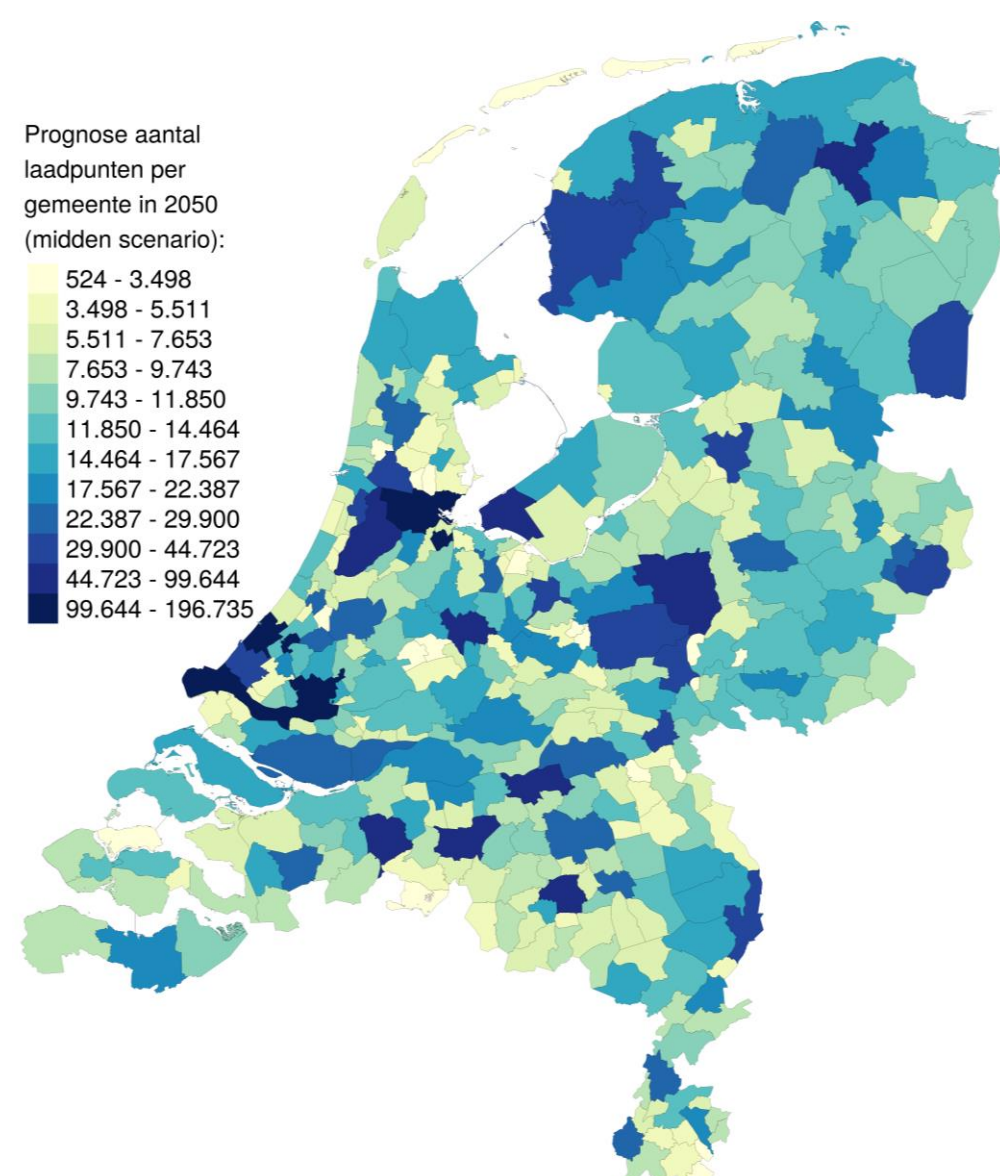 Prognose aantal
laadpunten per
gemeente in 2050
(midden scenario):
524 - 3.498
3.498 - 5.511
5.511 - 7.653
7.653 - 9.743
9.743 - 11.850
11.850 - 14.464
14.464 - 17.567
17.567 - 22.387
22.387 - 29.900
29.900 - 44.723
44.723 - 99.644
99.644 - 196.735